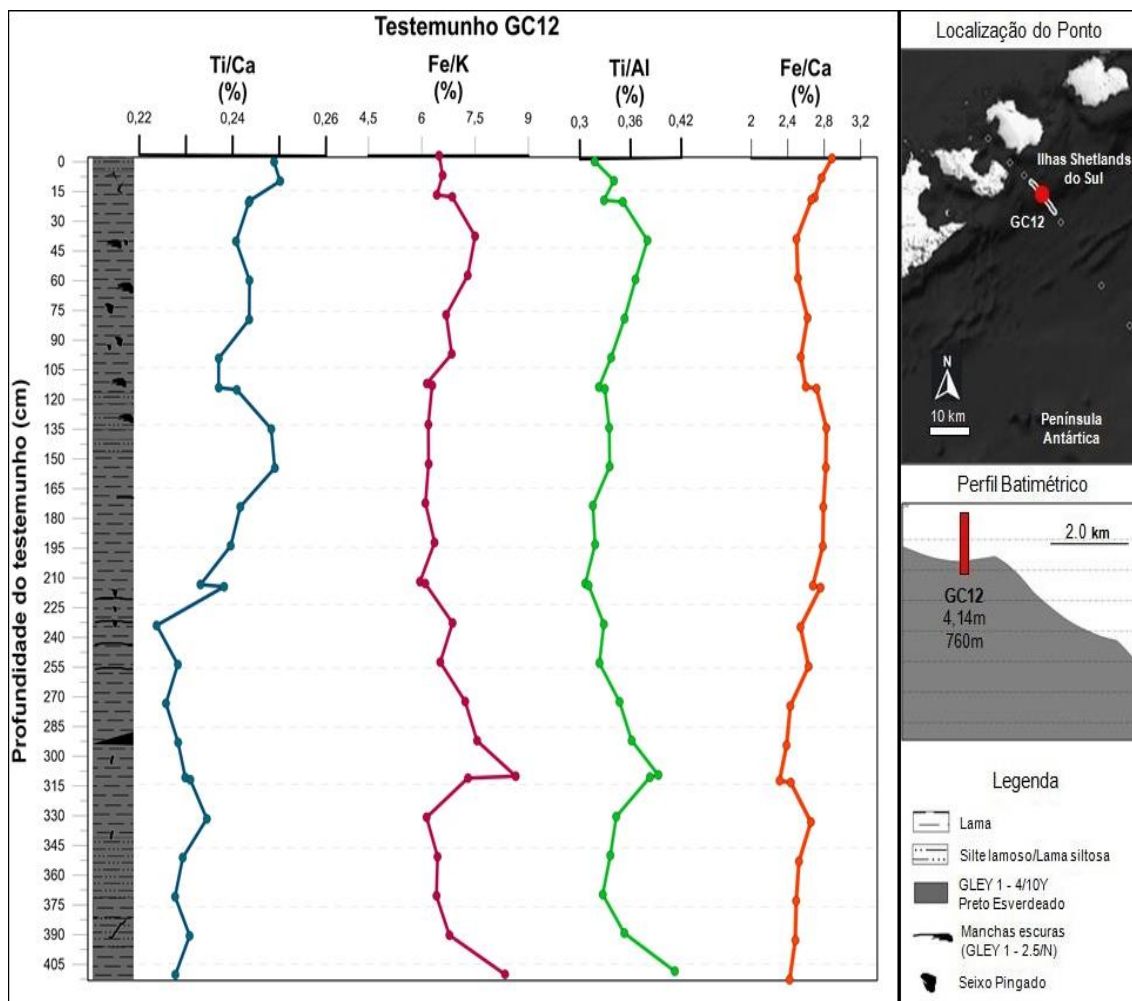 Testemunho GC12
Ti/Ca
(%)
Fe/K
(%)
Ti/Al
(%)
Fe/Ca
(%)
0,22 0,24 0,26 4,5 6 7,5 9 0,3 0,36 0,42 2 2,4 2,8 3,2
Profundidade do testemunho (cm)
0
15
30
45
60
75
90
105
120
135
150
165
180
195
210
225
240
255
270
285
300
315
330
345
360
375
390
405
Localização do Ponto
Ilhas Shetlands
do Sul
GC12
N
10 km
Península
Antártica
Perfil Batimétrico
2.0 km
GC12
4,14m
760m
Legenda
Lama
Silte lamoso/Lama siltosa
GLEY 1 - 4/10Y
Preto Esverdeado
Manchas escuras
(GLEY 1 - 2.5/N)
Seixo Pingado